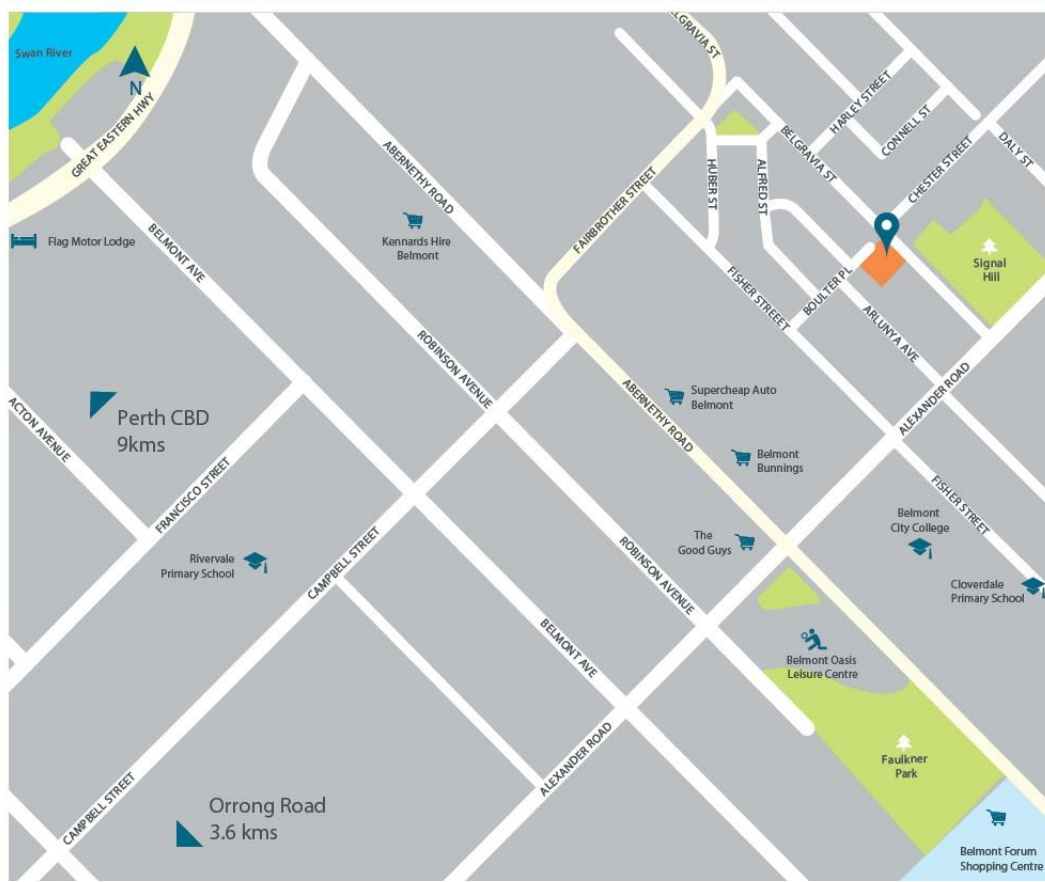 Swan River
N
GREAT EASTERN HWY
ELGRAVIA ST
HARLEY STREET
CONNELL ST
BELGRAVIA ST
CHESTER STREET
DALY ST
ABERNETHY ROAD
HUBER ST
ALFRED ST
FAIRBROTHER STREET
Flag Motor Lodge
BELMONT AVE
Kennards Hire
Belmont
Signal
Hill
FISHER STREEET
BOULTER PL
ARLUNYA AVE
ROBINSON AVENUE
ABERNETHY ROAD
ALEXANDER ROAD
Supercheap Auto
Belmont
ACTON AVENUE
Perth CBD
9kms
Belmont
Bunnings
FRANCISCO STREET
FISHER STREET
Belmont
City College
The
Good Guys
Rivervale
Primary School
CAMPBELL STREET
ROBINSON AVENUE
Cloverdale
Primary School
BELMONT AVE
Belmont Oasis
Leisure Centre
ALEXANDER ROAD
Faulkner
Park
CAMPBELL STREET
Orrong Road
3.6 kms
Belmont Forum
Shopping Centre